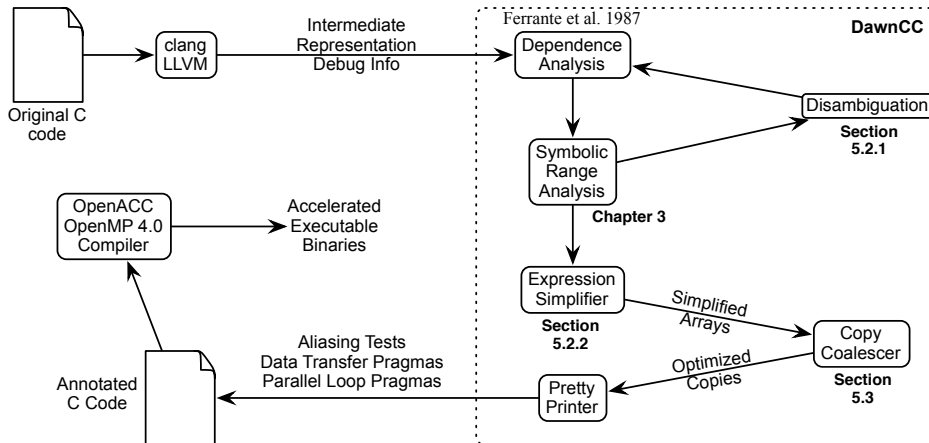 Original C
code
clang
LLVM
Intermediate
Representation
Debug Info
Ferrante et al. 1987
DawnCC
Dependence
Analysis
Disambiguation
Section
5.2.1
Symbolic
Range
Analysis
Chapter 3
OpenACC
OpenMP 4.0
Compiler
Accelerated
Executable
Binaries
Expression
Simplifier
Section
5.2.2
Simplified
Arrays
Copy
Coalescer
Section
5.3
Optimized
Copies
Pretty
Printer
Aliasing Tests
Data Transfer Pragmas
Parallel Loop Pragmas
Annotated
C Code